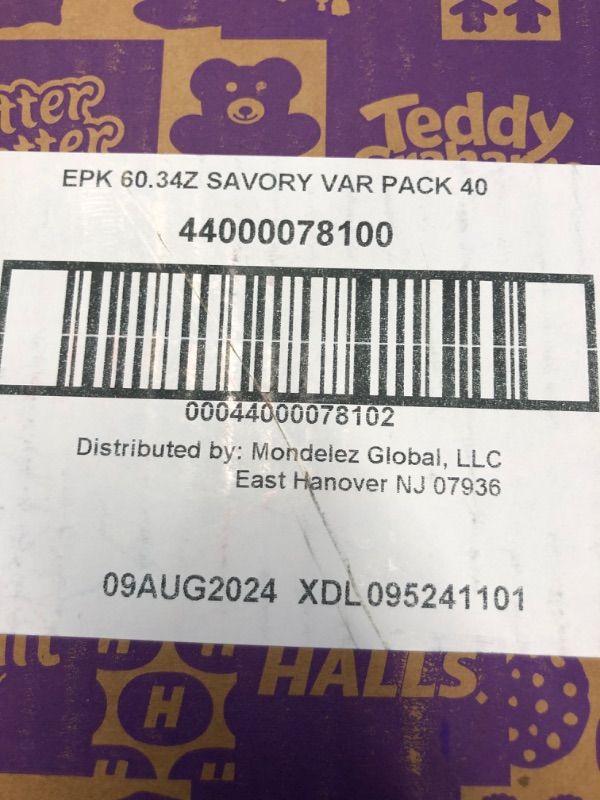 Teddy
EPK 60.34Z SAVORY VAR PACK 40
44000078100
00044000078102
Distributed by: Mondelez Global, LLC
East Hanover NJ 07936
09AUG2024 XDL095241101
H
HALLS